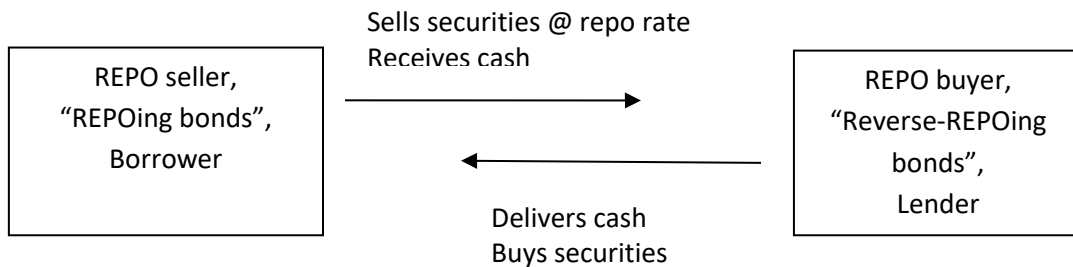 Sells securities @ repo rate
Receives cash
REPO seller,
“REPOing bonds”,
Borrower
REPO buyer,
“Reverse-REPOing
bonds”,
Lender
Delivers cash
Buys securities